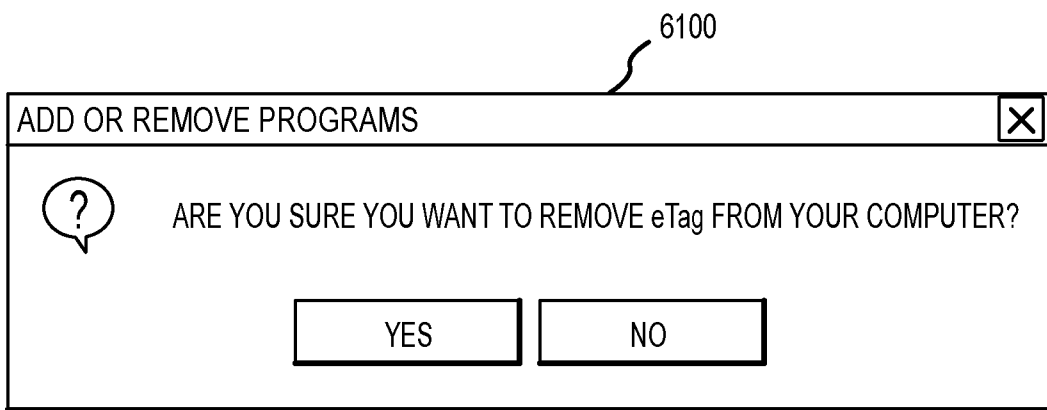 6100
ADD OR REMOVE PROGRAMS
?
ARE YOU SURE YOU WANT TO REMOVE eTag FROM YOUR COMPUTER?
YES NO